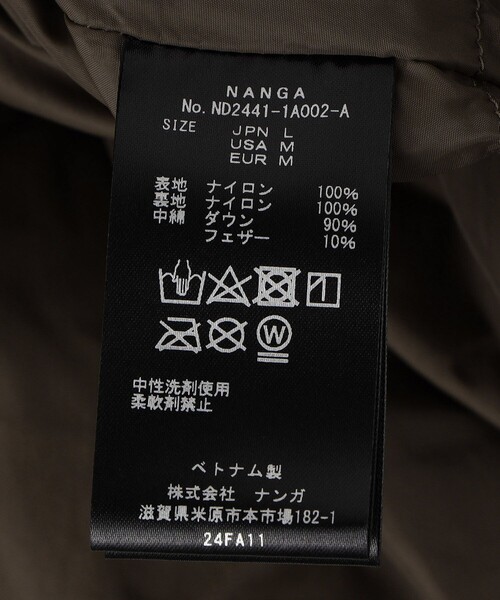 NANGA
No. ND2441-1A002-A
SIZE JPN L
USA M
EUR M
表地 ナイロン 100%
裏地 ナイロン 100%
中綿 ダウン 90%
フェザー 10%
W
中性洗剤使用
柔軟剤禁止
ベトナム製
株式会社 ナンガ
滋賀県米原市本市場182-1
24FA11